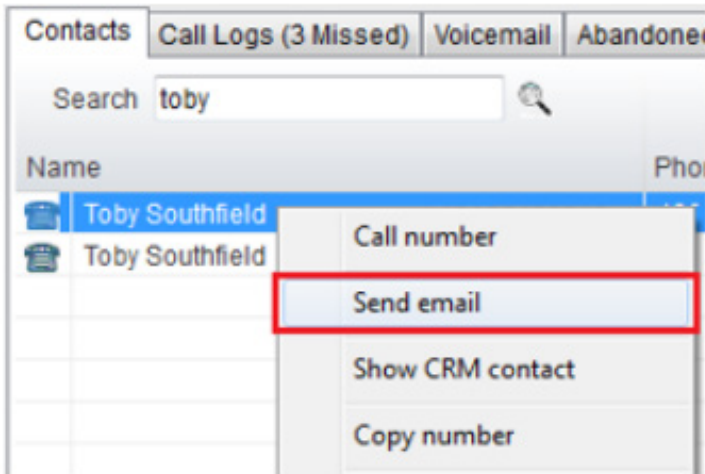 Contacts Call Logs (3 Missed) Voicemail Abandoned
Search toby
Name Phon
Toby Southfield
Toby Southfield
Call number
Send email
Show CRM contact
Copy number